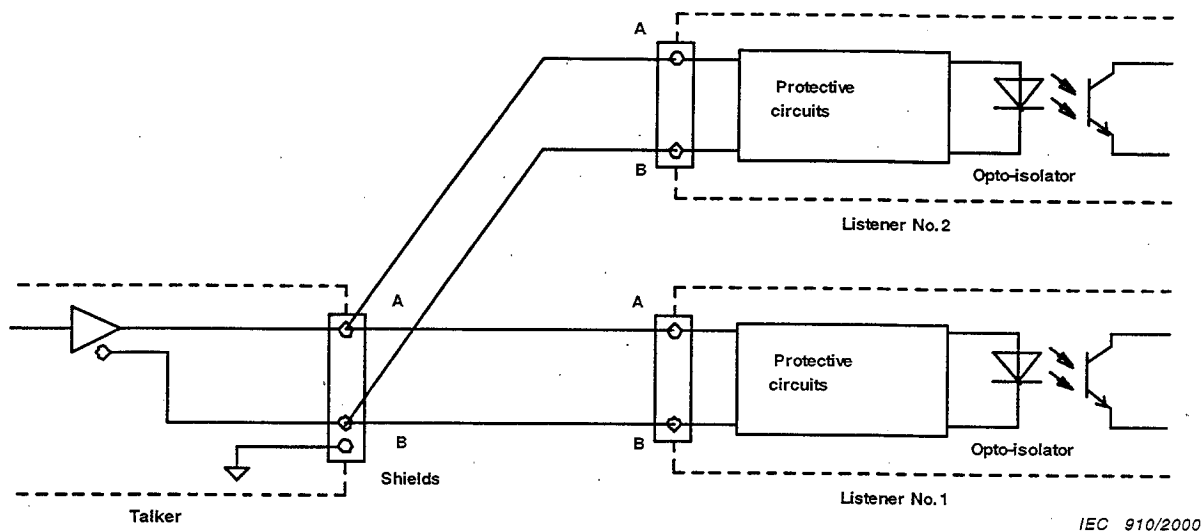 A
Protective
circuits
B
Opto-isolator
Listener No.2
A
A
Protective
circuits
B
B
Shields
Opto-isolator
Talker
Listener No.1
IEC 910/2000